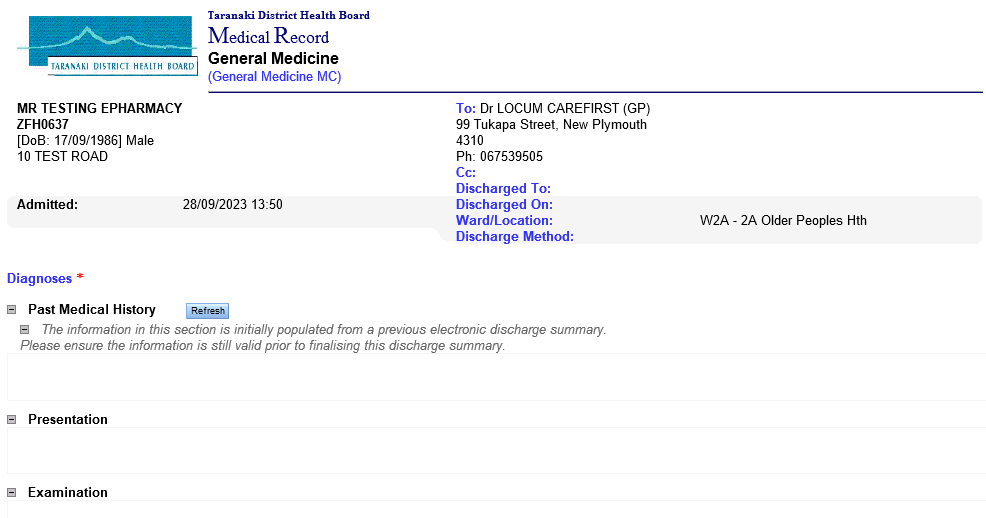 TARANAKI DISTRICT HEALTH BOARD
Taranaki District Health Board
Medical Record
General Medicine
(General Medicine MC)
MR TESTING EPHARMACY
ZFH0637
[DoB: 17/09/1986] Male
10 TEST ROAD
To: Dr LOCUM CAREFIRST (GP)
99 Tukapa Street, New Plymouth
4310
Ph: 067539505
Cc:
Discharged To:
Admitted: 28/09/2023 13:50
Discharged On:
Ward/Location: W2A - 2A Older Peoples Hth
Discharge Method:
Diagnoses *
Past Medical History Refresh
The information in this section is initially populated from a previous electronic discharge summary.
Please ensure the information is still valid prior to finalising this discharge summary.
Presentation
Examination